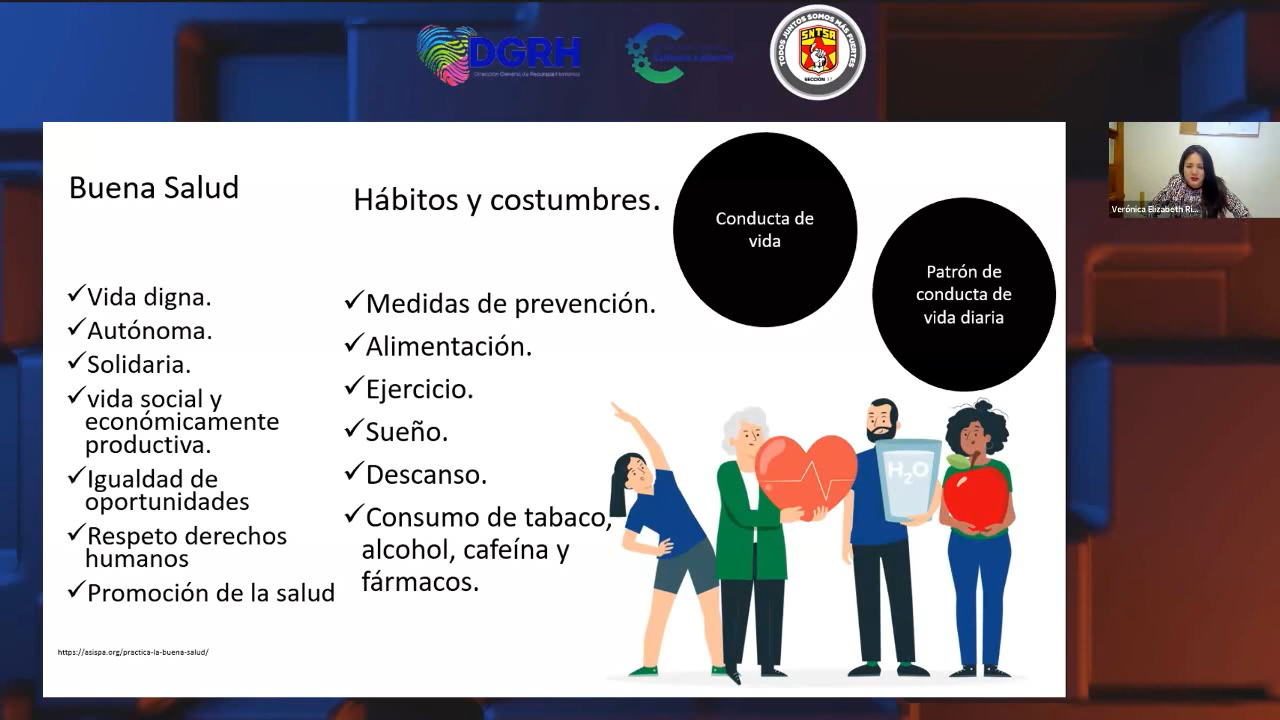 DGRH
Dirección General de Recursos Humanos
TODOS JUNTOS SOMOS MÁS FUERTES
SNTSA
SECCIÓN 37
Buena Salud
Vida digna.
Autónoma.
Solidaria.
vida social y
económicamente
productiva.
Igualdad de
oportunidades
Respeto derechos
humanos
Promoción de la salud
https://asispa.org/practica-la-buena-salud/
Hábitos y costumbres.
Medidas de prevención.
Alimentación.
Ejercicio.
Sueño.
Descanso.
Consumo de tabaco,
alcohol, cafeína y
fármacos.
Conducta de
vida
Patrón de
conducta de
vida diaria
H₂O
Verónica Elizabeth Ri...